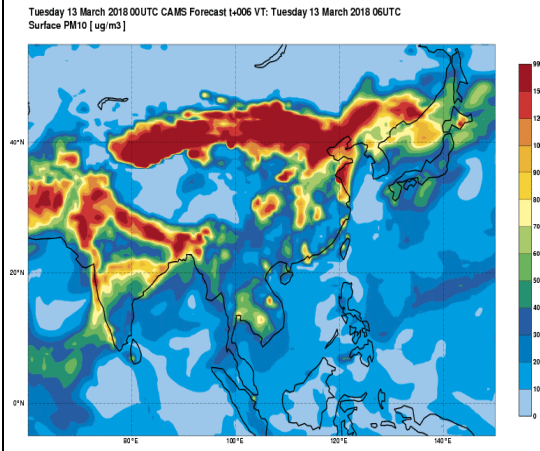 Tuesday 13 March 2018 00UTC CAMS Forecast t+006 VT: Tuesday 13 March 2018 06UTC
Surface PM10 [ ug/m3 ]
99
15
12
10
90
80
70
60
50
40
30
20
10
0
40°N
20°N
0°N
80°E
100°E
120°E
140°E